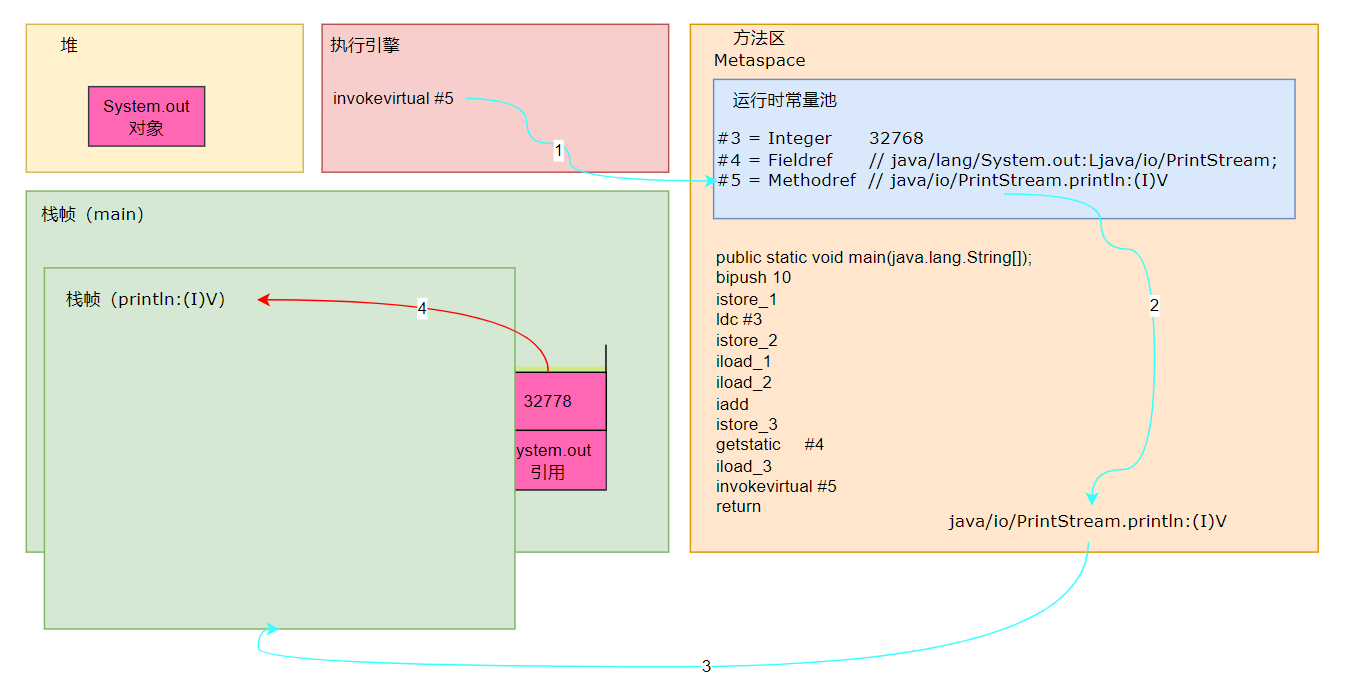 堆
System.out
对象
执行引擎
invokevirtual #5
1
方法区
Metaspace
运行时常量池
#3 = Integer 32768
#4 = Fieldref // java/lang/System.out:Ljava/io/PrintStream;
#5 = Methodref // java/io/PrintStream.println:(I)V
栈帧（main）
栈帧（println:(I)V）
4
32778
ystem.out
引用
public static void main(java.lang.String[]);
bipush 10
istore_1
ldc #3
istore_2
iload_1
iload_2
iadd
istore_3
getstatic #4
iload_3
invokevirtual #5
return
2
java/io/PrintStream.println:(I)V
3